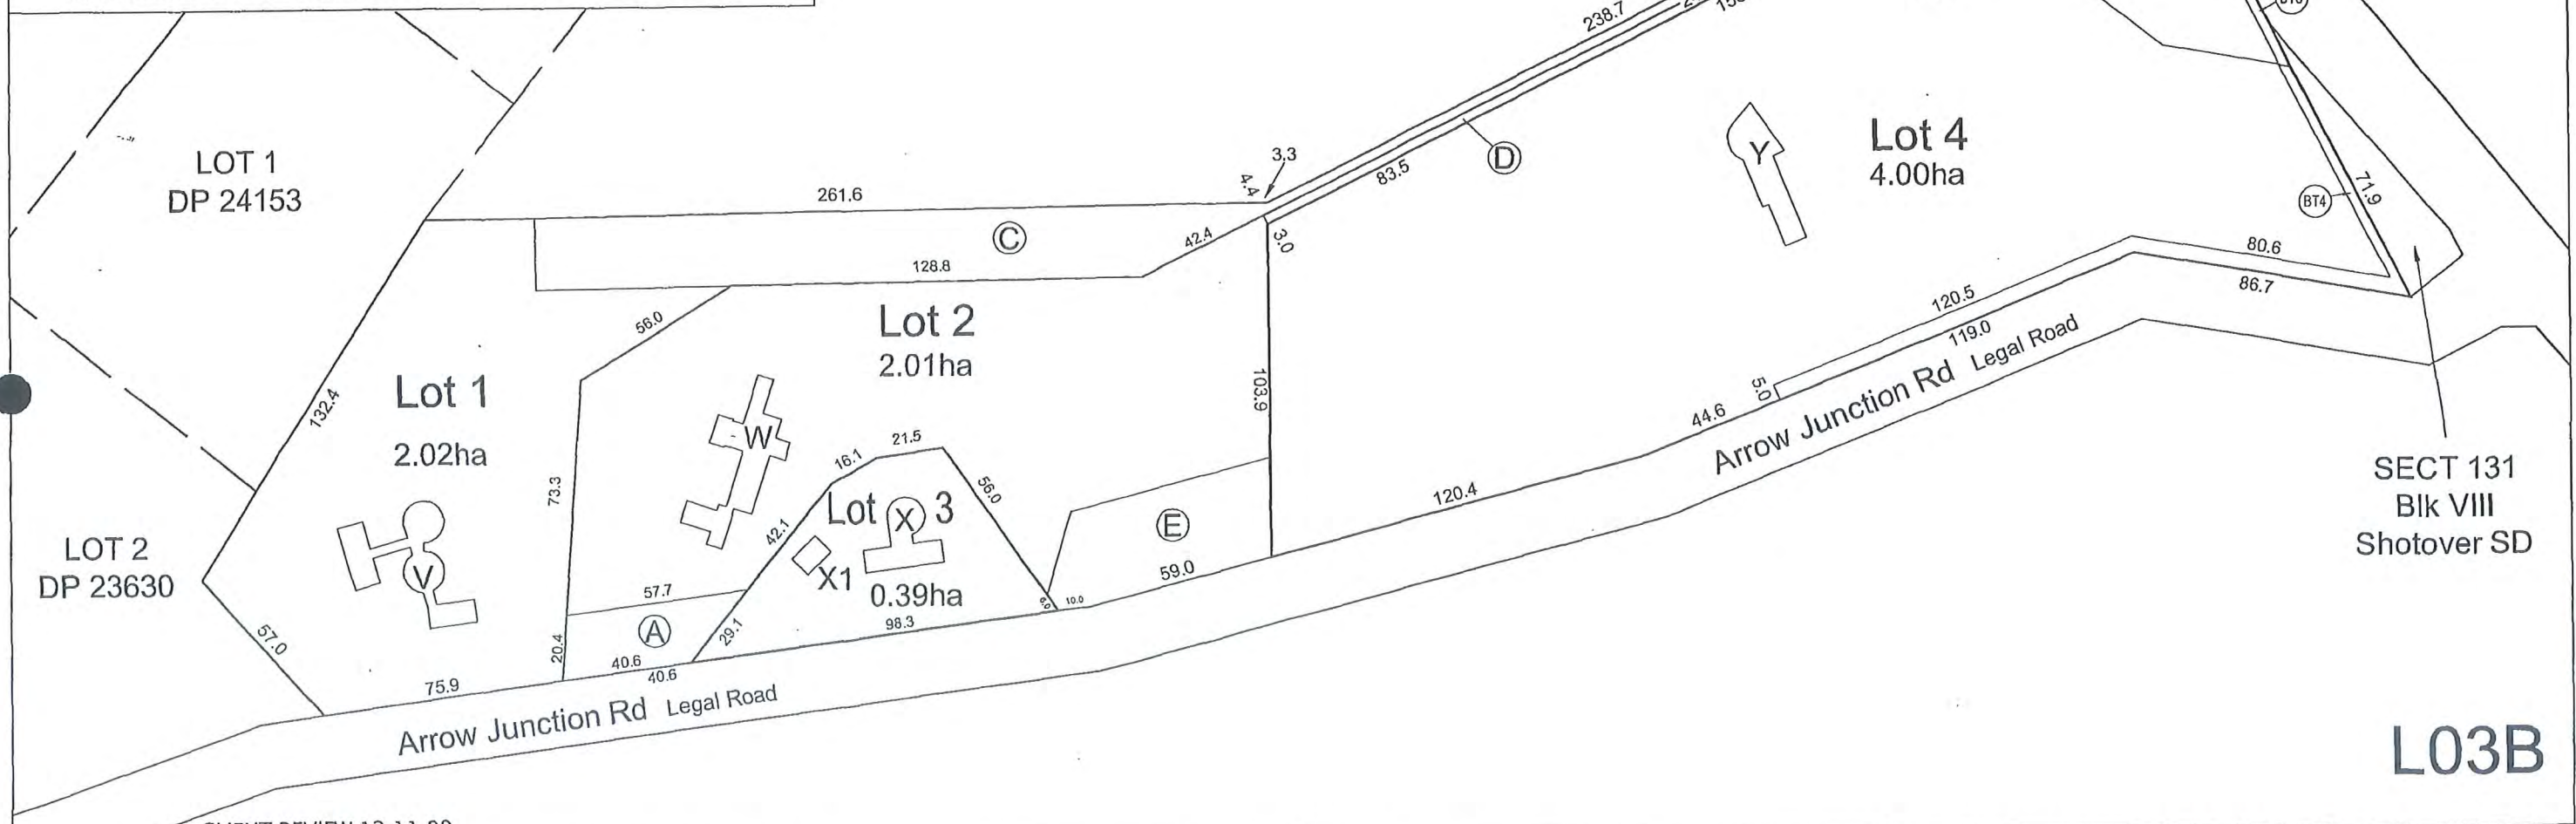 238.7
LOT 1
DP 24153
261.6
3.3
4.4
83.5
D
Y
Lot 4
4.00ha
BT4
71.9
C
42.4
3.0
128.8
80.6
86.7
120.5
119.0
Legal Road
Arrow Junction Rd
5.0
44.6
120.4
56.0
Lot 2
2.01ha
132.4
Lot 1
2.02ha
73.3
W
103.9
21.5
16.1
42.1
56.0
Lot X 3
X1
0.39ha
E
59.0
10.0
6.0
98.3
57.7
A
29.1
20.4
40.6
40.6
V
LOT 2
DP 23630
57.0
75.9
Arrow Junction Rd Legal Road
SECT 131
Blk VIII
Shotover SD
L03B